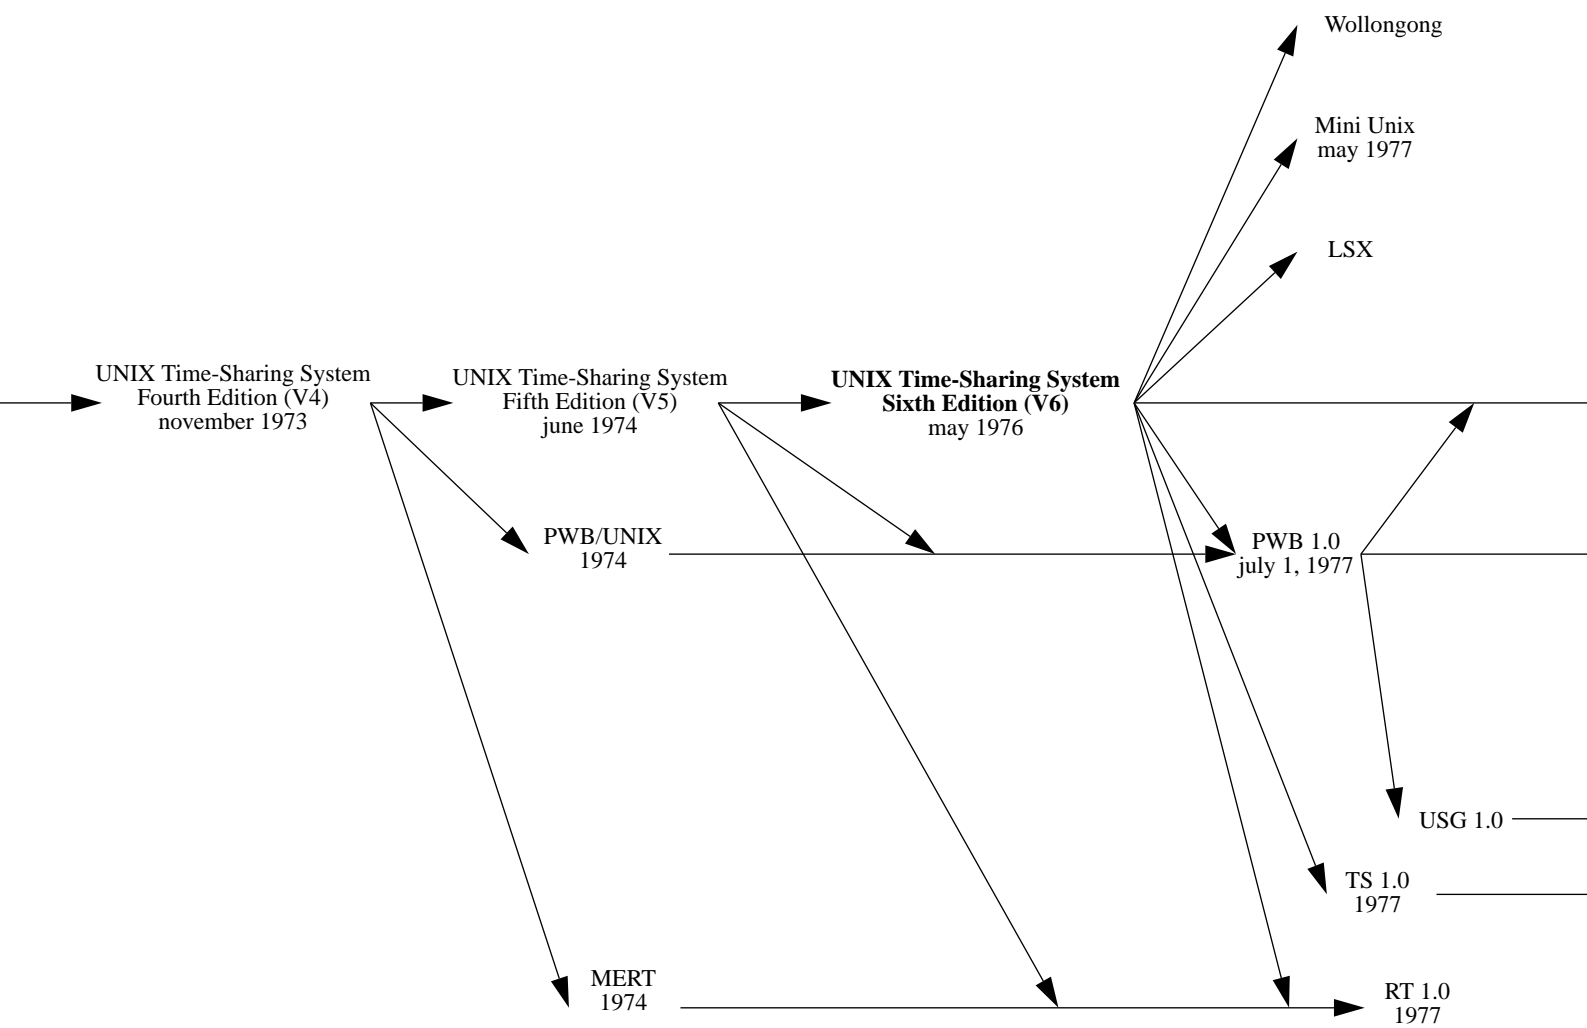 Wollongong
Mini Unix
may 1977
LSX
UNIX Time-Sharing System
Fourth Edition (V4)
november 1973
UNIX Time-Sharing System
Fifth Edition (V5)
june 1974
UNIX Time-Sharing System
Sixth Edition (V6)
may 1976
PWB/UNIX
1974
PWB 1.0
july 1, 1977
USG 1.0
TS 1.0
1977
MERT
1974
RT 1.0
1977